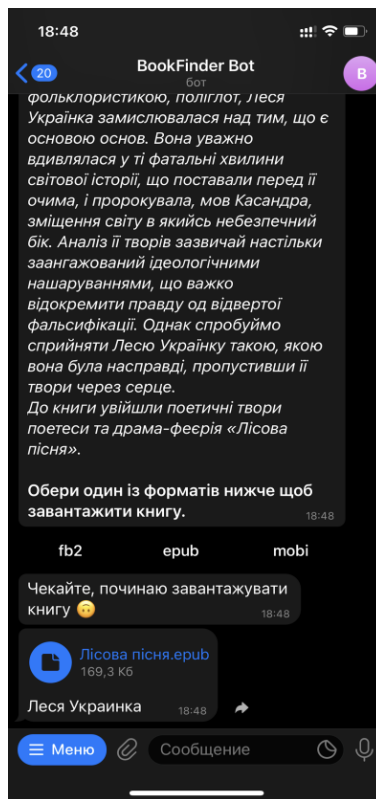 18:48
20
BookFinder Bot
бот
B
фольклористикою, поліглот, Леся
Українка замислювалася над тим, що є
основою основ. Вона уважно
вдивлялася у ті фатальні хвилини
світової історії, що поставали перед її
очима, і пророкувала, мов Касандра,
зміщення світу в якийсь небезпечний
бік. Аналіз її творів зазвичай настільки
заангажований ідеологічними
нашаруваннями, що важко
відокремити правду од відвертої
фальсифікації. Однак спробуймо
сприйняти Лесю Українку такою, якою
вона була насправді, пропустивши її
твори через серце.
До книги увійшли поетичні твори
поетеси та драма-феєрія «Лісова
пісня».
Обери один із форматів нижче щоб
завантажити книгу.
18:48
fb2 epub mobi
Чекайте, починаю завантажувати
книгу 🙃
18:48
Лісова пісня.epub
169,3 Кб
Леся Украинка
18:48
Меню
Сообщение